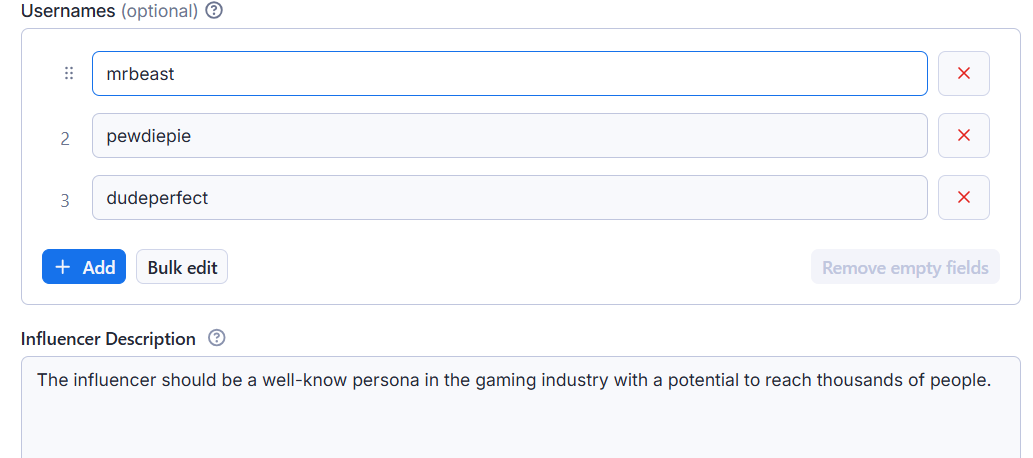 Usernames (optional)
mrbeast
2 pewdiepie
3 dudeperfect
+ Add Bulk edit Remove empty fields
Influencer Description
The influencer should be a well-know persona in the gaming industry with a potential to reach thousands of people.